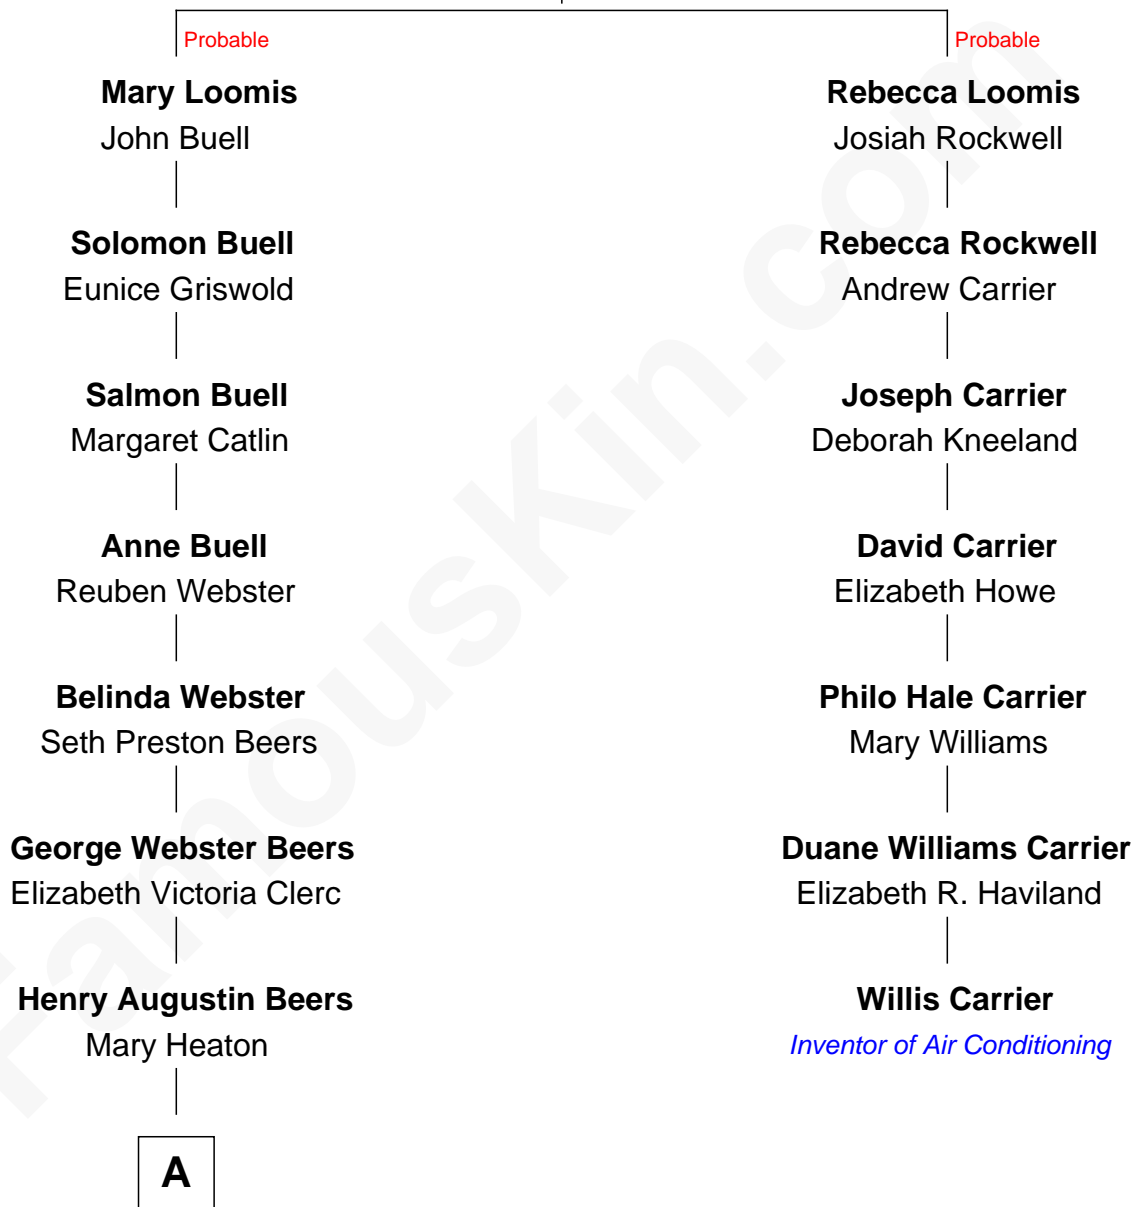 Probable
Probable
Mary Loomis
Rebecca Loomis
John Buell
Josiah Rockwell
Solomon Buell
Rebecca Rockwell
Eunice Griswold
Andrew Carrier
Salmon Buell
Joseph Carrier
Margaret Catlin
Deborah Kneeland
Anne Buell
David Carrier
Reuben Webster
Elizabeth Howe
Belinda Webster
Philo Hale Carrier
Seth Preston Beers
Mary Williams
George Webster Beers
Duane Williams Carrier
Elizabeth Victoria Clerc
Elizabeth R. Haviland
Henry Augustin Beers
Willis Carrier
Mary Heaton
Inventor of Air Conditioning
A
FamousKin.com